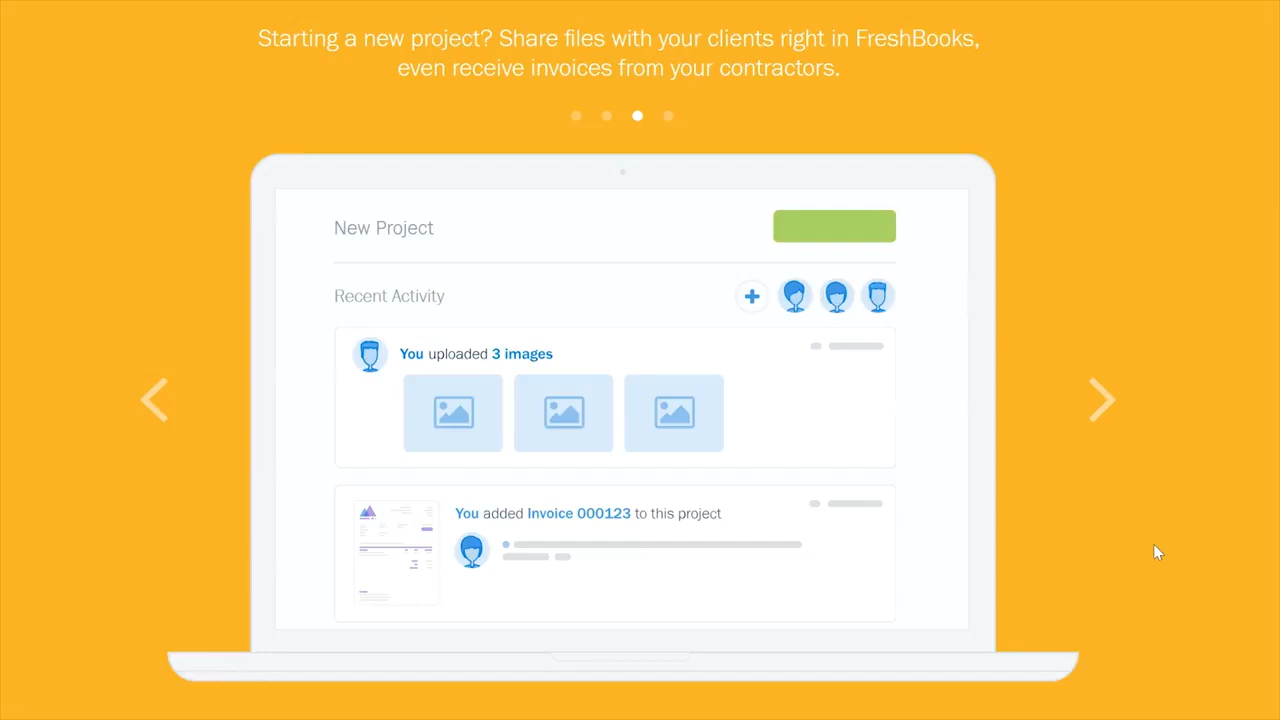 Starting a new project? Share files with your clients right in FreshBooks,
even receive invoices from your contractors.
New Project
Recent Activity
You uploaded 3 images
You added Invoice 000123 to this project